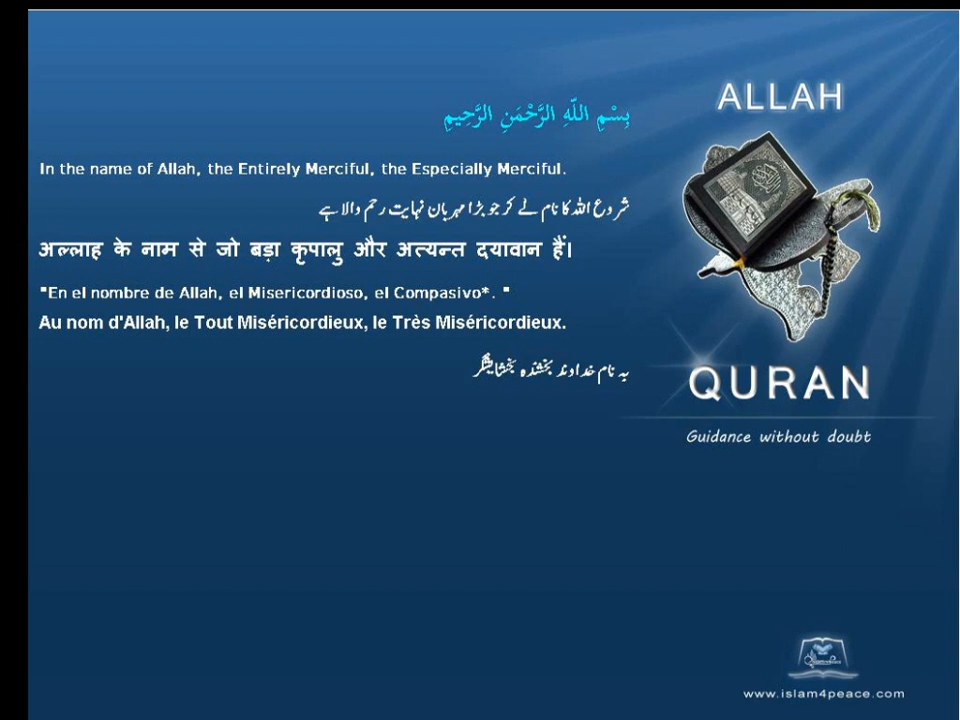 بِسْمِ اللّهِ الرَّحْمَنِ الرَّحِيمِ
In the name of Allah, the Entirely Merciful, the Especially Merciful.
شروع الله کا نام لے کر جو بڑا مہربان نہایت رحم والا ہے
अल्लाह के नाम से जो बड़ा कृपालु और अत्यन्त दयावान हैं।
"En el nombre de Allah, el Misericordioso, el Compasivo*. "
Au nom d'Allah, le Tout Miséricordieux, le Très Miséricordieux.
به نام خداوند بخشنده بخشایشگر
ALLAH
QURAN
Guidance without doubt
www.islam4peace.com